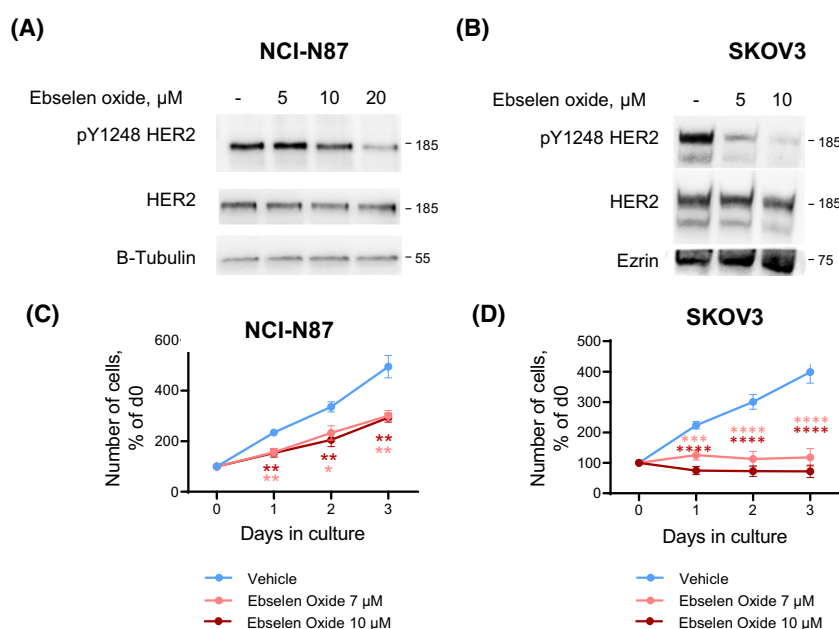 (A)
NCI-N87
Ebselen oxide, µM - 5 10 20
pY1248 HER2 - 185
HER2 - 185
B-Tubulin - 55
(B)
SKOV3
Ebselen oxide, µM - 5 10
pY1248 HER2 - 185
HER2 - 185
Ezrin - 75
(C)
NCI-N87
Number of cells,
% of d0
600
400
200
0
** ** **
** * **
0 1 2 3
Days in culture
Vehicle
Ebselen Oxide 7 µM
Ebselen Oxide 10 µM
(D)
SKOV3
Number of cells,
% of d0
500
400
300
200
100
0
*** **** ****
**** **** ****
0 1 2 3
Days in culture
Vehicle
Ebselen Oxide 7 µM
Ebselen Oxide 10 µM